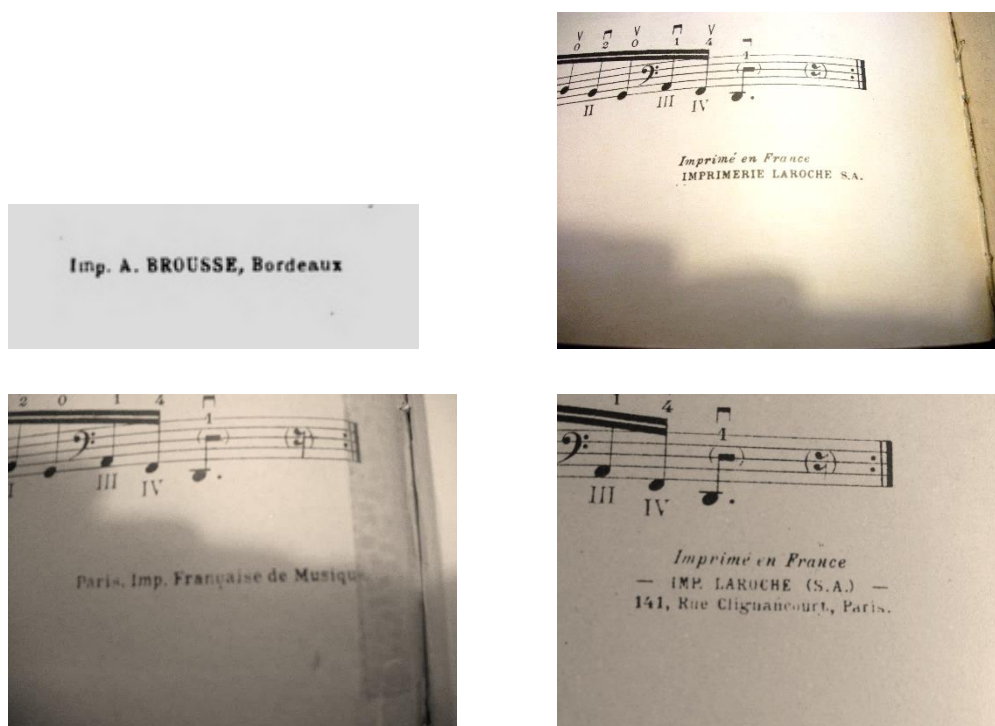 Imp. A. BROUSSE, Bordeaux
V V V
0 2 0 1 4 1
II III IV
Imprimé en France
IMPRIMERIE LAROCHE S.A.
2 0 1 4 1
III IV
Paris. Imp. Française de Musique
1 4 1
III IV
Imprimé en France
— IMP. LAROCHE (S.A.) —
141, Rue Clignancourt, Paris.